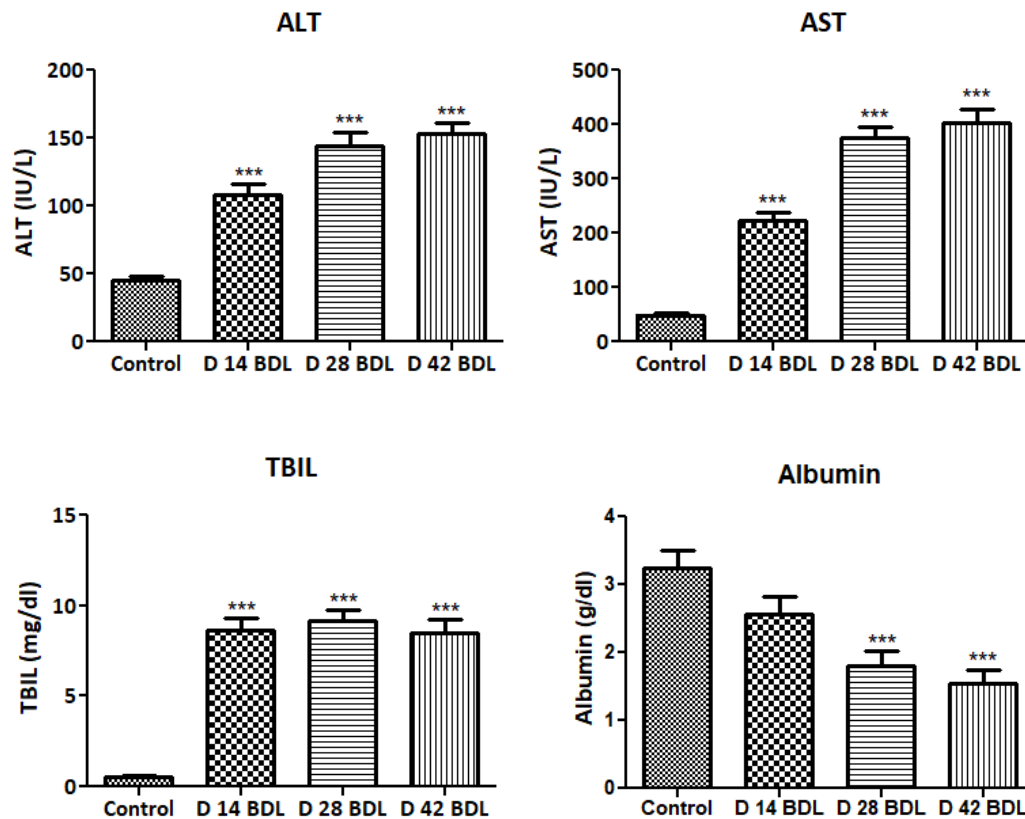 ALT
ALT (IU/L)
200
150
100
50
0
***
***
***
Control D 14 BDL D 28 BDL D 42 BDL
AST
AST (IU/L)
500
400
300
200
100
0
***
***
***
Control D 14 BDL D 28 BDL D 42 BDL
TBIL
TBIL (mg/dl)
15
10
5
0
***
***
***
Control D 14 BDL D 28 BDL D 42 BDL
Albumin
Albumin (g/dl)
4
3
2
1
0
***
***
Control D 14 BDL D 28 BDL D 42 BDL